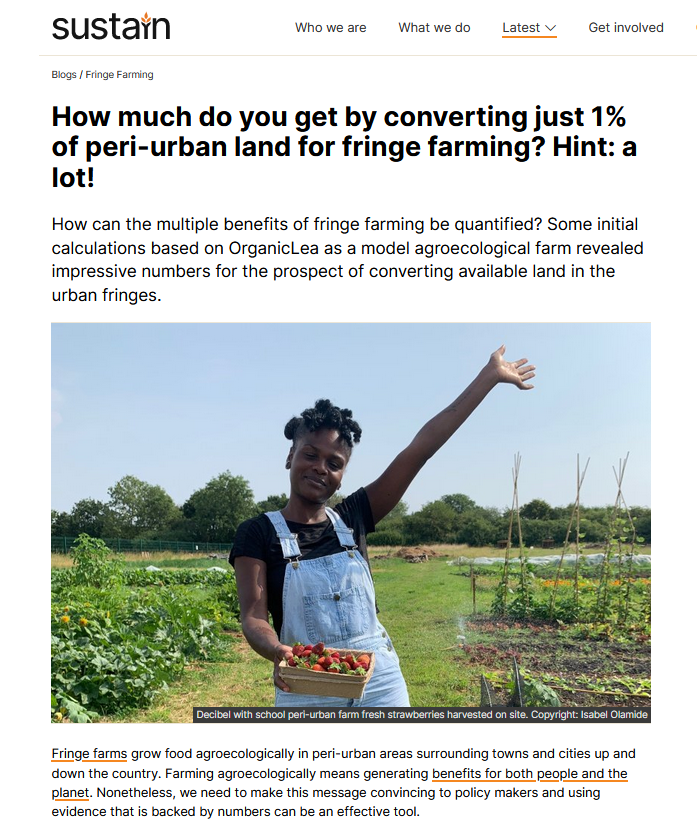 sustain
Who we are
What we do
Latest
Get involved
Blogs / Fringe Farming
How much do you get by converting just 1%
of peri-urban land for fringe farming? Hint: a
lot!
How can the multiple benefits of fringe farming be quantified? Some initial
calculations based on OrganicLea as a model agroecological farm revealed
impressive numbers for the prospect of converting available land in the
urban fringes.
Decibel with school peri-urban farm fresh strawberries harvested on site. Copyright: Isabel Olamide
Fringe farms grow food agroecologically in peri-urban areas surrounding towns and cities up and
down the country. Farming agroecologically means generating benefits for both people and the
planet. Nonetheless, we need to make this message convincing to policy makers and using
evidence that is backed by numbers can be an effective tool.